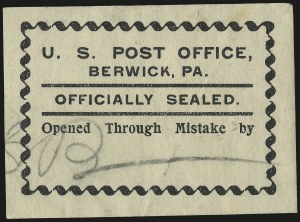 U. S. POST OFFICE,
BERWICK, PA.
OFFICIALLY SEALED.
Opened Through Mistake by